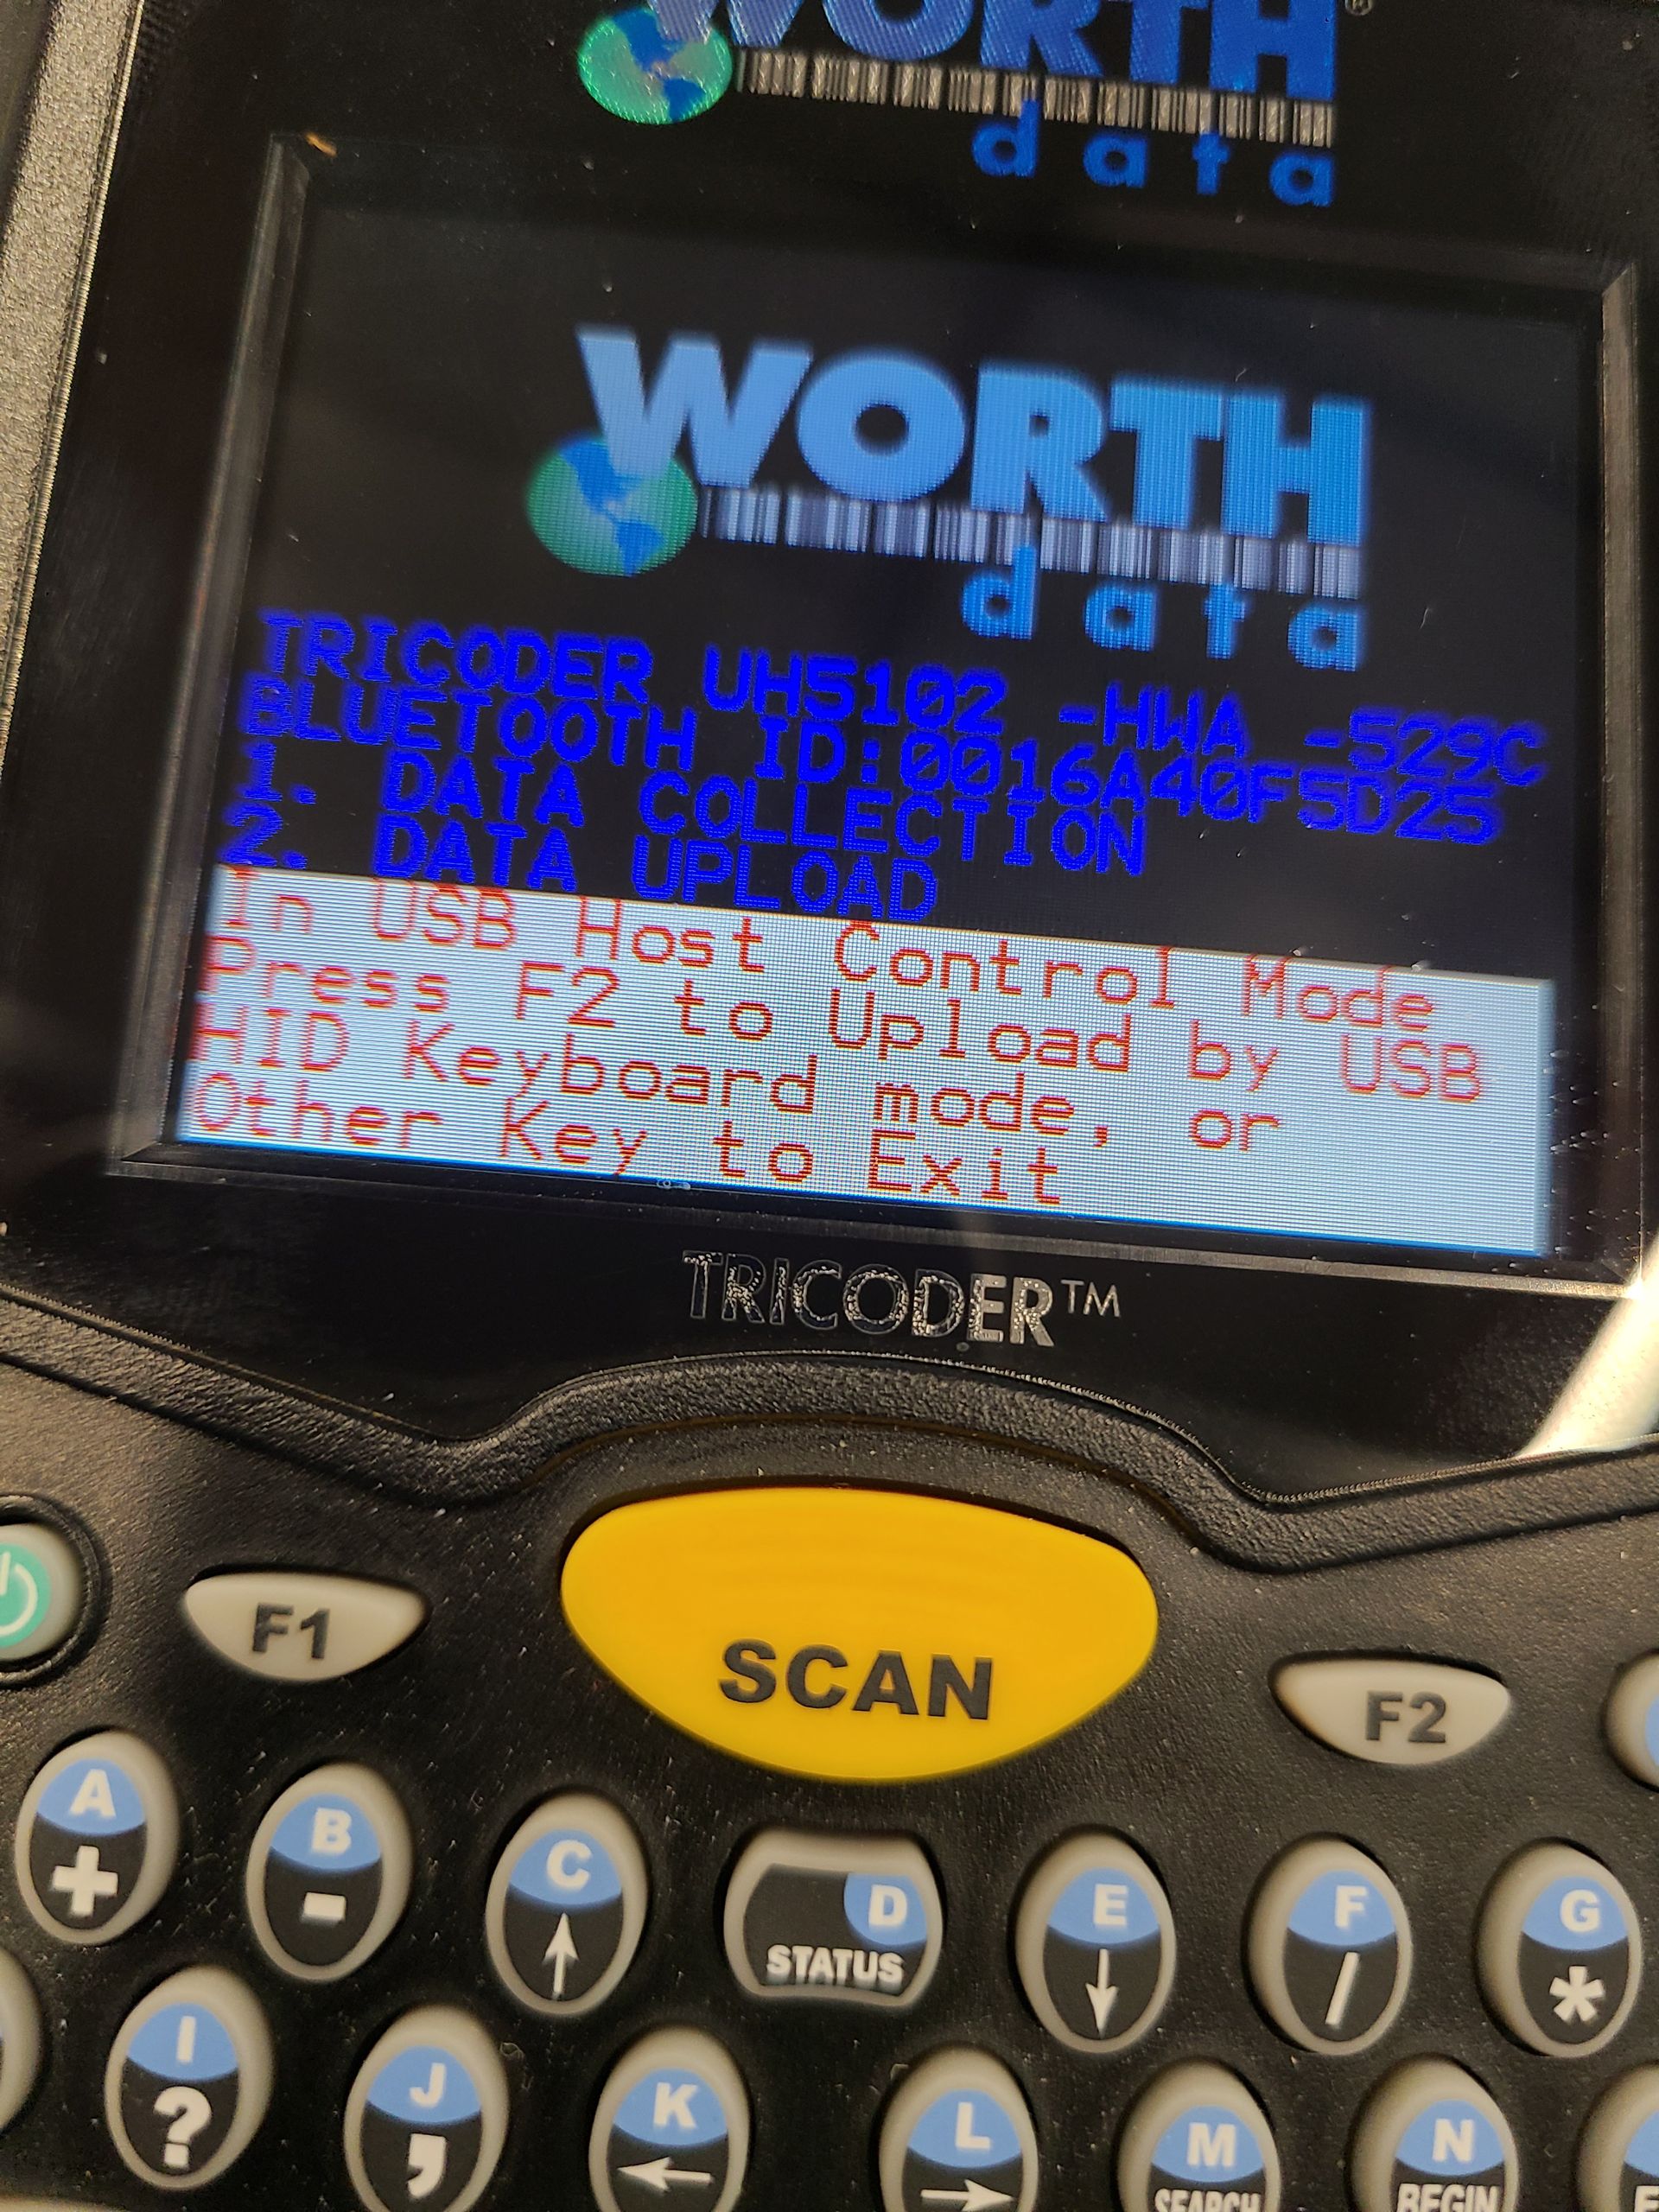 WORTH®
data
WORTH
data
TRICODER UH5102 -HWA -529C
BLUETOOTH ID:0016A40F5D25
1. DATA COLLECTION
2. DATA UPLOAD
In USB Host Control Mode
Press F2 to Upload by USB
HID Keyboard mode, or
Other Key to Exit
TRICODER™
F1
SCAN
F2
A
B
C
D
E
F
G
+
-
↑
STATUS
↓
/
*
I
J
K
L
M
N
?
,
←
→
SEARCH
BEGIN